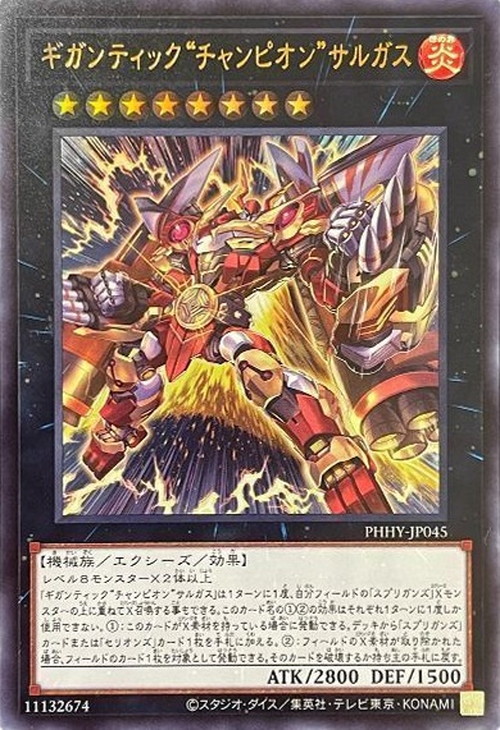 ギガンティック“チャンピオン”サルガス
炎
PHHY-JP045
【機械族/エクシーズ/効果】
レベル8モンスター×2体以上
「ギガンティック“チャンピオン”サルガス」は1ターンに1度、自分フィールドの「スプリガンズ」Xモン
スターの上に重ねてX召喚する事もできる。このカード名の①②の効果はそれぞれ1ターンに1度しか
使用できない。①:このカードがX素材を持っている場合に発動できる。デッキから「スプリガンズ」
カードまたは「セリオンズ」カード1枚を手札に加える。②:フィールドのX素材が取り除かれた
場合、フィールドのカード1枚を対象として発動できる。そのカードを破壊するか持ち主の手札に戻す。
ATK/2800 DEF/1500
11132674
©スタジオ・ダイス/集英社・テレビ東京・KONAMI